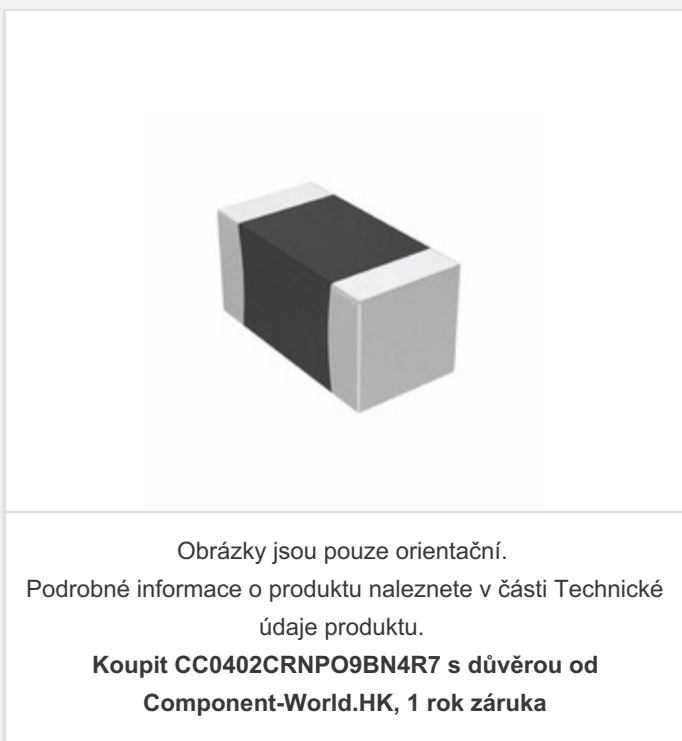 Obrázky jsou pouze orientační.
Podrobné informace o produktu naleznete v části Technické
údaje produktu.
Koupit CC0402CRNPO9BN4R7 s důvěrou od
Component-World.HK, 1 rok záruka